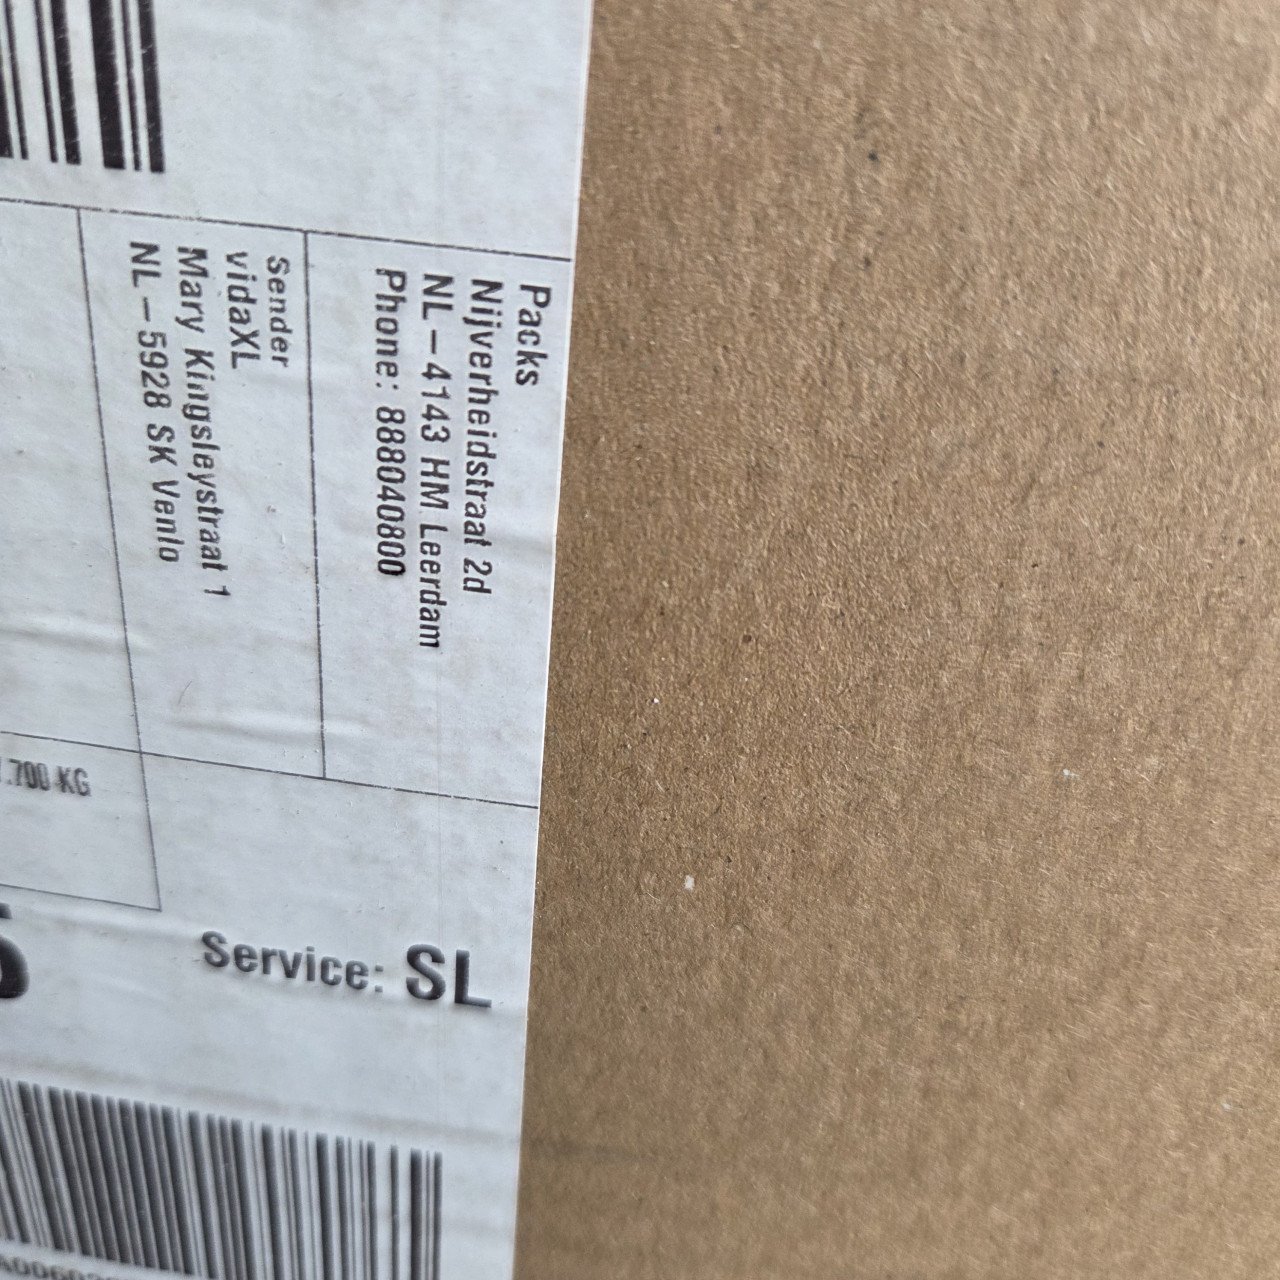 Packs
Nijverheidstraat 2d
NL-4143 HM Leerdam
Phone: 888040800
Sender
vidaXL
Mary Kingsleystraat 1
NL-5928 SK Venlo
.700 KG
Service: SL